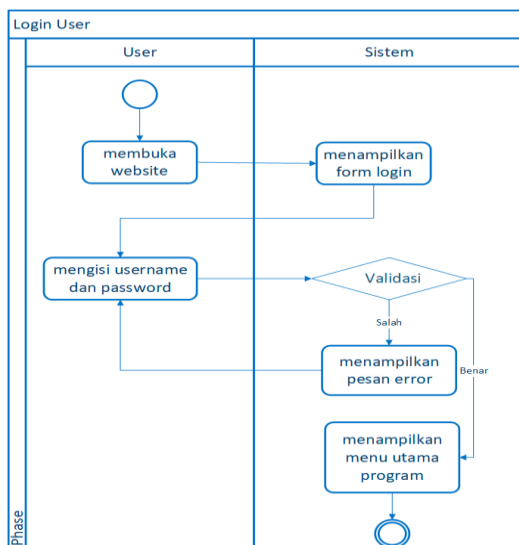 Login User
User
Sistem
membuka
website
menampilkan
form login
mengisi username
dan password
Validasi
Salah
menampilkan
pesan error
Benar
menampilkan
menu utama
program
Phase